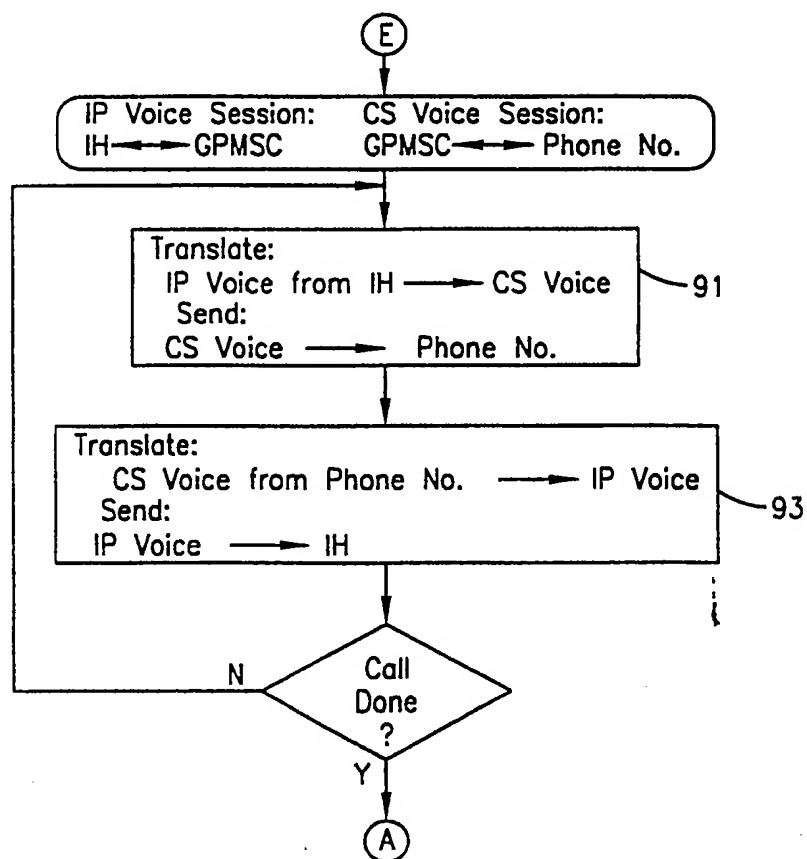 E
IP Voice Session: CS Voice Session:
IH GPMSC GPMSC Phone No.
Translate:
IP Voice from IH CS Voice
Send:
CS Voice Phone No.
91
Translate:
CS Voice from Phone No. IP Voice
Send:
IP Voice IH
93
Call
Done
?
N
Y
A